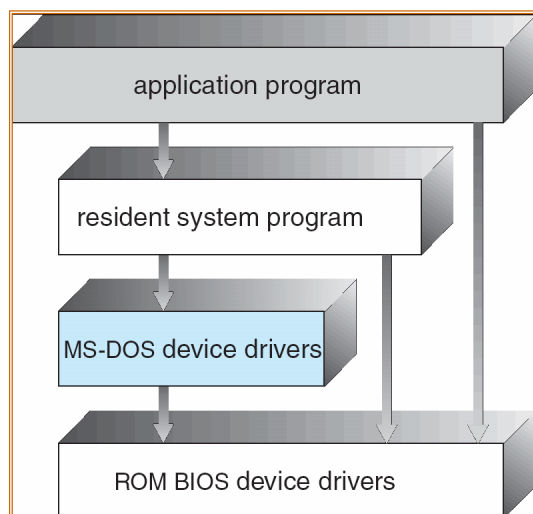 application program
resident system program
MS-DOS device drivers
ROM BIOS device drivers